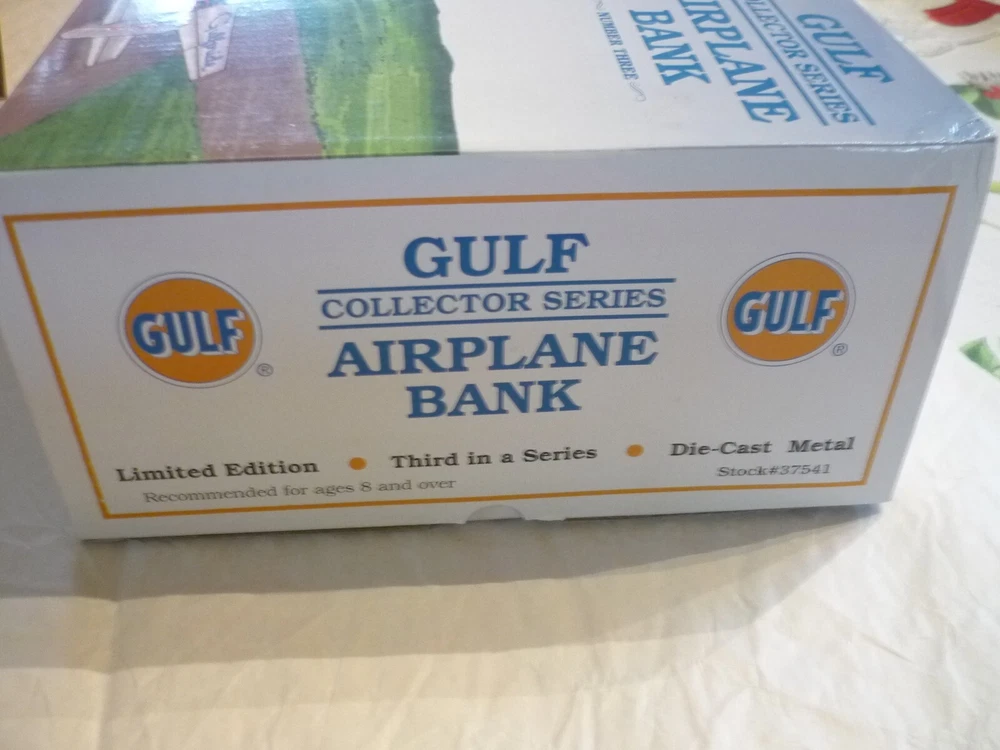 GULF
COLLECTOR SERIES
AIRPLANE
BANK
NUMBER THREE
GULF
COLLECTOR SERIES
AIRPLANE
BANK
GULF ®
GULF ®
Limited Edition • Third in a Series • Die-Cast Metal
Recommended for ages 8 and over
Stock#37541